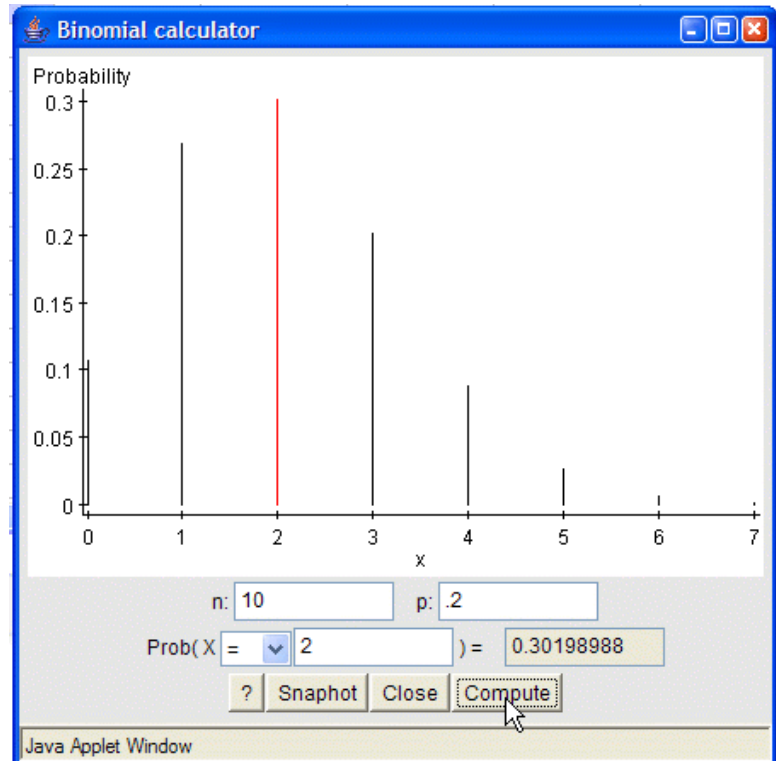 Binomial calculator
Probability
0.3
0.25
0.2
0.15
0.1
0.05
0
0 1 2 3 4 5 6 7
x
n: 10 p: .2
Prob( X = 2 ) = 0.30198988
? Snaphot Close Compute
Java Applet Window